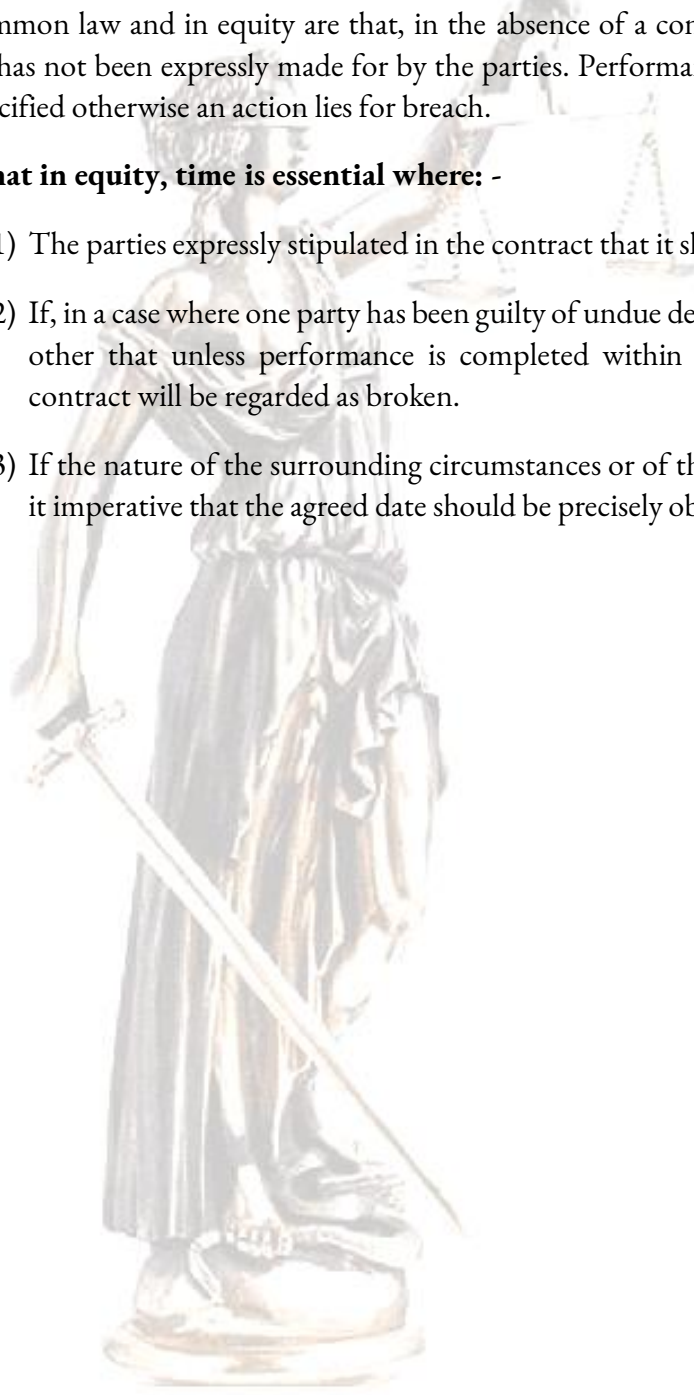 mmon law and in equity are that, in the absence of a con
has not been expressly made for by the parties. Performa
cified otherwise an action lies for breach.
hat in equity, time is essential where: -
1) The parties expressly stipulated in the contract that it sh
2) If, in a case where one party has been guilty of undue de
other that unless performance is completed within
contract will be regarded as broken.
3) If the nature of the surrounding circumstances or of th
it imperative that the agreed date should be precisely ob